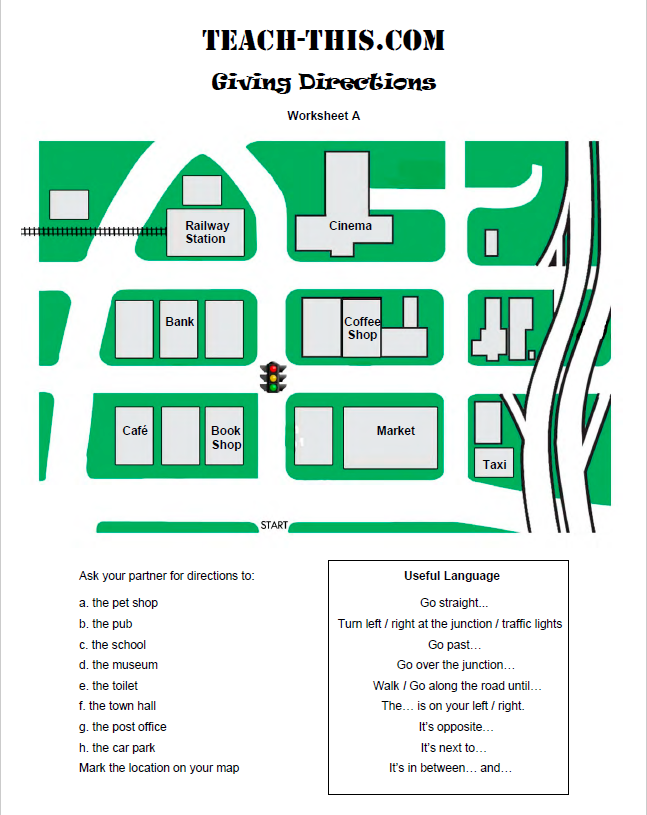 TEACH-THIS.COM
Giving Directions
Worksheet A
Railway
Station
Cinema
Bank
Coffee
Shop
Café
Book
Shop
Market
Taxi
START
Ask your partner for directions to:
a. the pet shop
b. the pub
c. the school
d. the museum
e. the toilet
f. the town hall
g. the post office
h. the car park
Mark the location on your map
Useful Language
Go straight...
Turn left / right at the junction / traffic lights
Go past…
Go over the junction…
Walk / Go along the road until…
The… is on your left / right.
It's opposite…
It's next to…
It's in between… and…